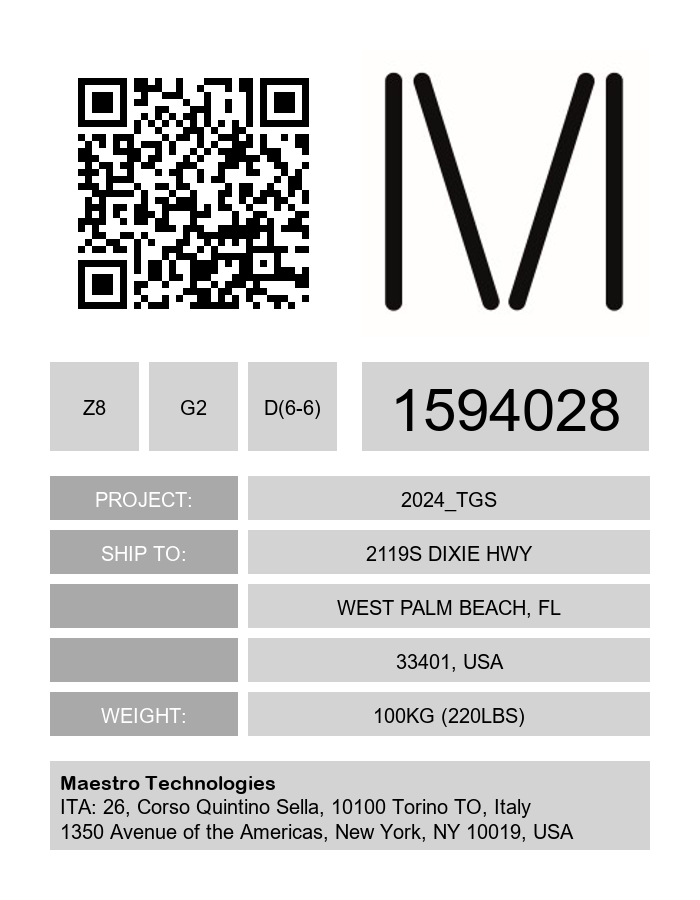 M
Z8 G2 D(6-6) 1594028
PROJECT: 2024_TGS
SHIP TO: 2119S DIXIE HWY
WEST PALM BEACH, FL
33401, USA
WEIGHT: 100KG (220LBS)
Maestro Technologies
ITA: 26, Corso Quintino Sella, 10100 Torino TO, Italy
1350 Avenue of the Americas, New York, NY 10019, USA